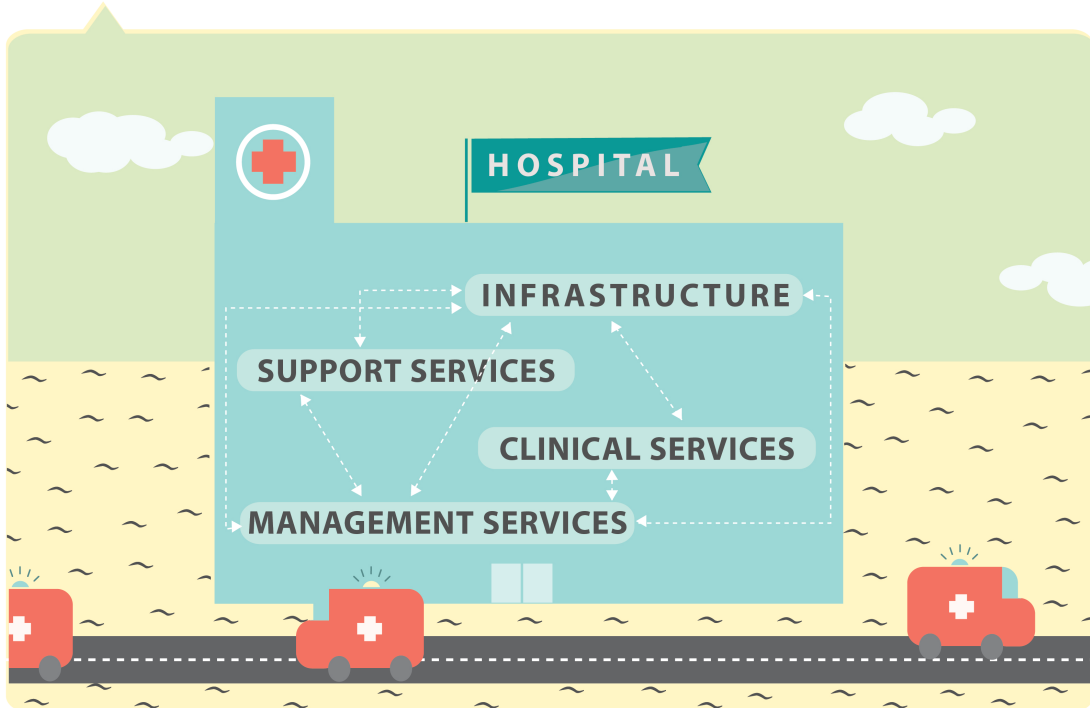 HOSPITAL
INFRASTRUCTURE
SUPPORT SERVICES
CLINICAL SERVICES
MANAGEMENT SERVICES